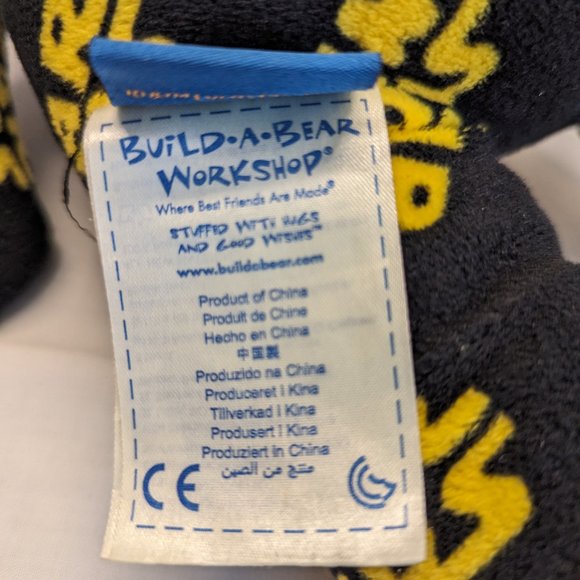 BUILD•A•BEAR
WORKSHOP®
Where Best Friends Are Made®
STUFFED WITH HUGS
AND GOOD WISHES™
www.buildabear.com
Product of China
Produit de Chine
Hecho en China
中国製
Produzido na China
Produceret i Kina
Tillverkad i Kina
Produsert i Kina
Produziert in China
منتج من الصين
CE